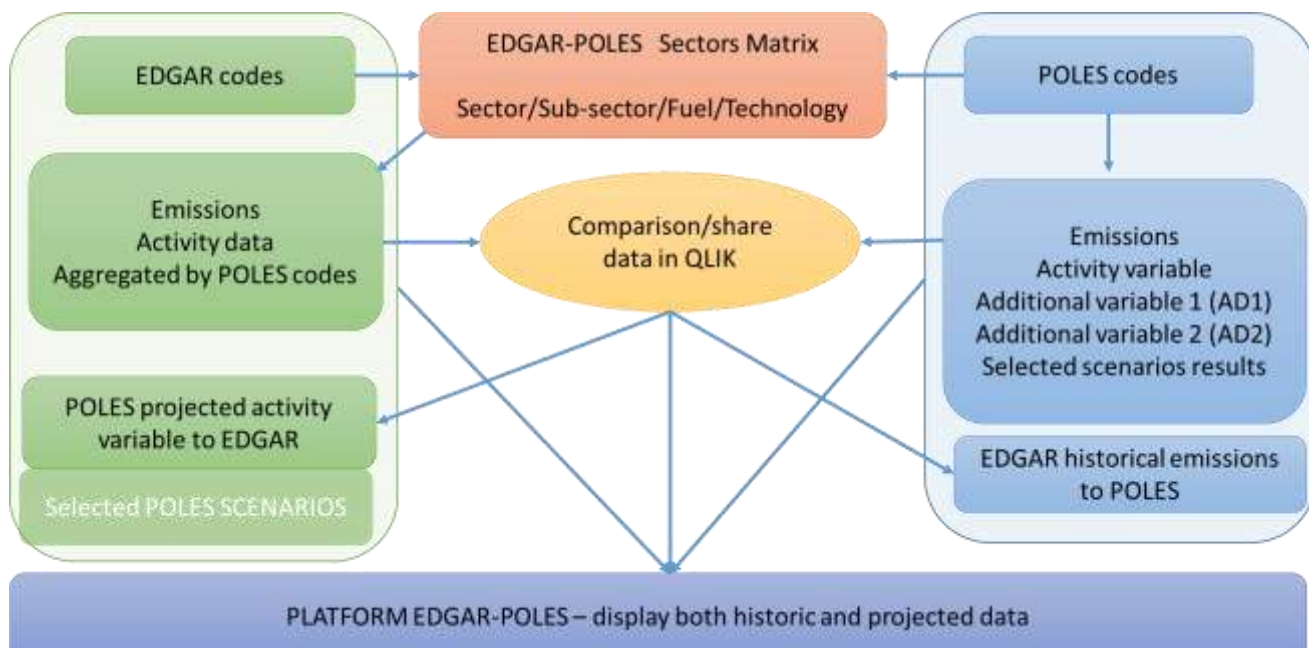 EDGAR codes
EDGAR-POLES Sectors Matrix
Sector/Sub-sector/Fuel/Technology
POLES codes
Emissions
Activity data
Aggregated by POLES codes
Comparison/share
data in QLIK
Emissions
Activity variable
Additional variable 1 (AD1)
Additional variable 2 (AD2)
Selected scenarios results
POLES projected activity
variable to EDGAR
Selected POLES SCENARIOS
EDGAR historical emissions
to POLES
PLATFORM EDGAR-POLES – display both historic and projected data